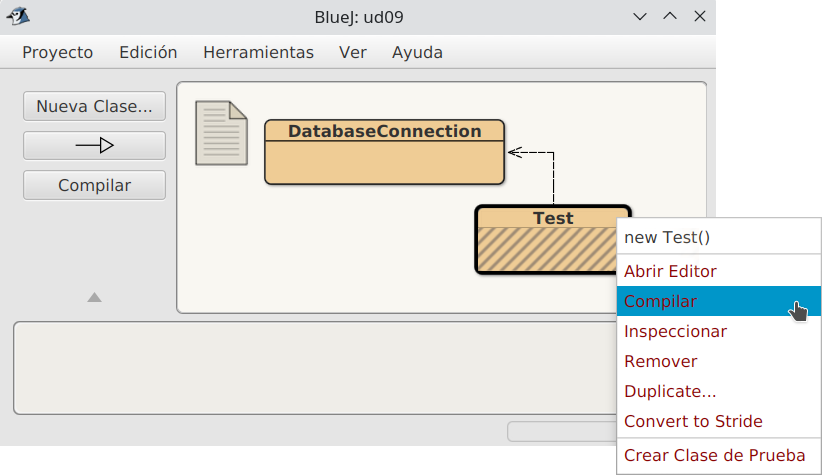 BlueJ: ud09
Proyecto Edición Herramientas Ver Ayuda
Nueva Clase...
Compilar
DatabaseConnection
Test
new Test()
Abrir Editor
Compilar
Inspeccionar
Remover
Duplicate...
Convert to Stride
Crear Clase de Prueba